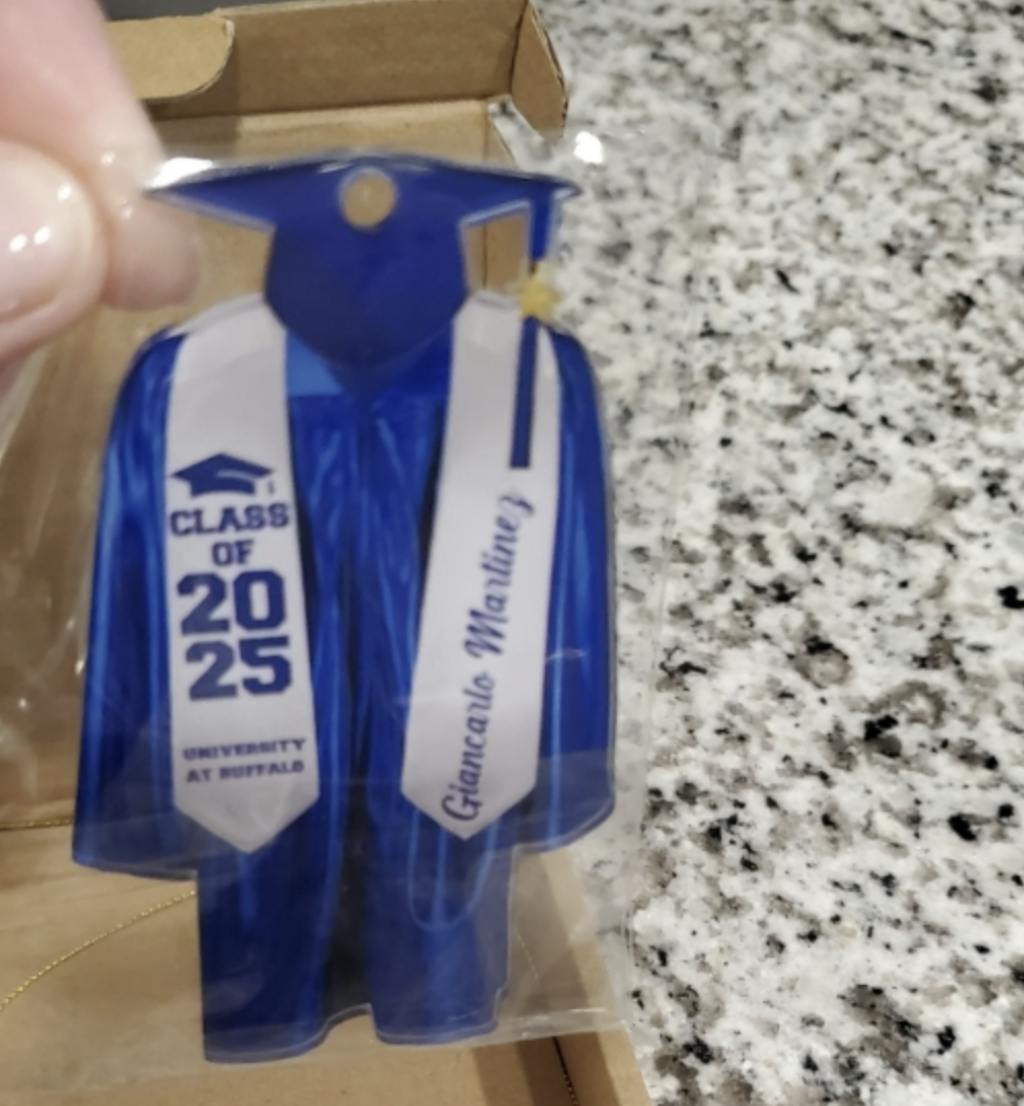 CLASS
OF
20
25
UNIVERSITY
AT BUFFALO
Giancarlo Martinez